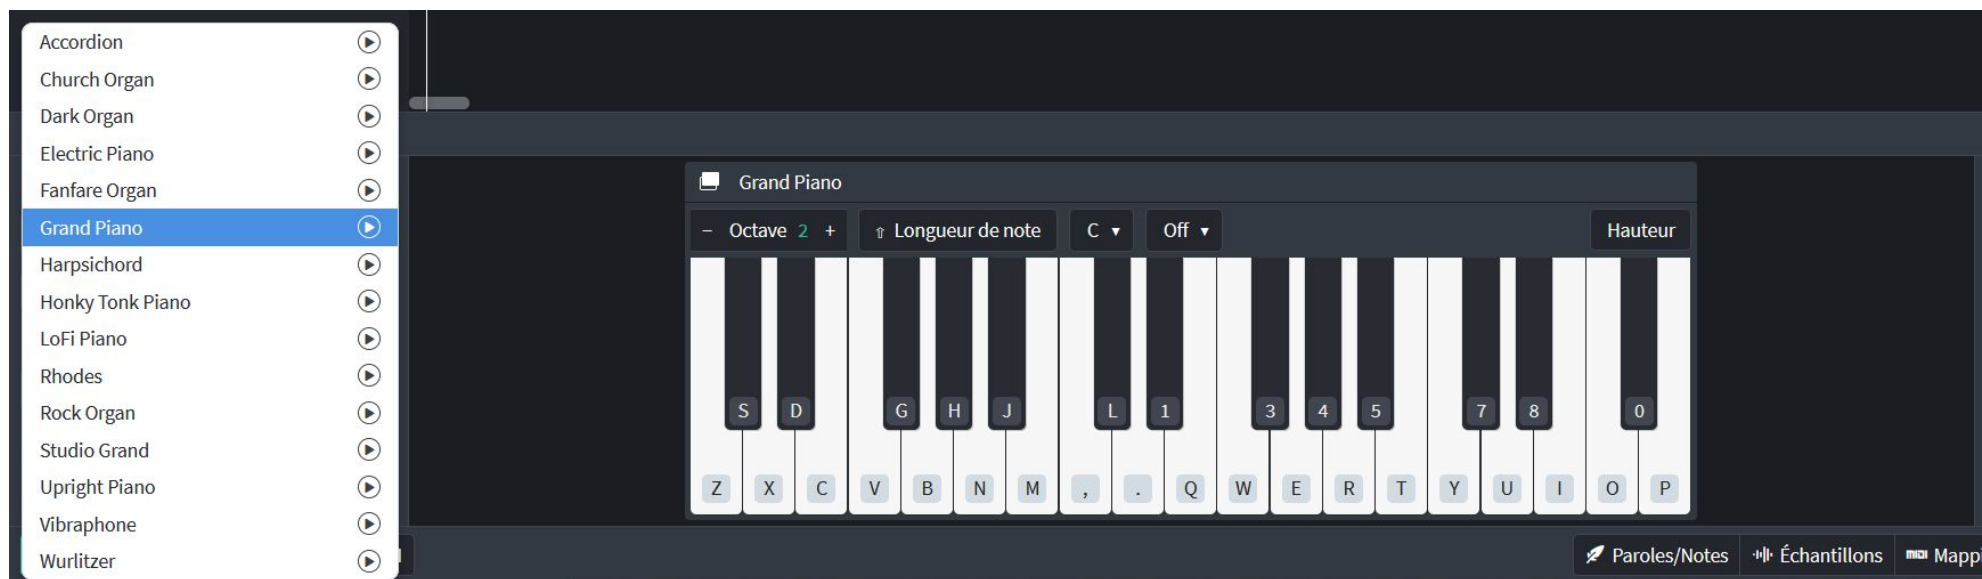 Accordion
Church Organ
Dark Organ
Electric Piano
Fanfare Organ
Grand Piano
Harpsichord
Honky Tonk Piano
LoFi Piano
Rhodes
Rock Organ
Studio Grand
Upright Piano
Vibraphone
Wurlitzer
Grand Piano
− Octave 2 + ⇧ Longueur de note C ▾ Off ▾ Hauteur
S D G H J L 1 3 4 5 7 8 0
Z X C V B N M , . Q W E R T Y U I O P
Paroles/Notes Échantillons MIDI Mappi